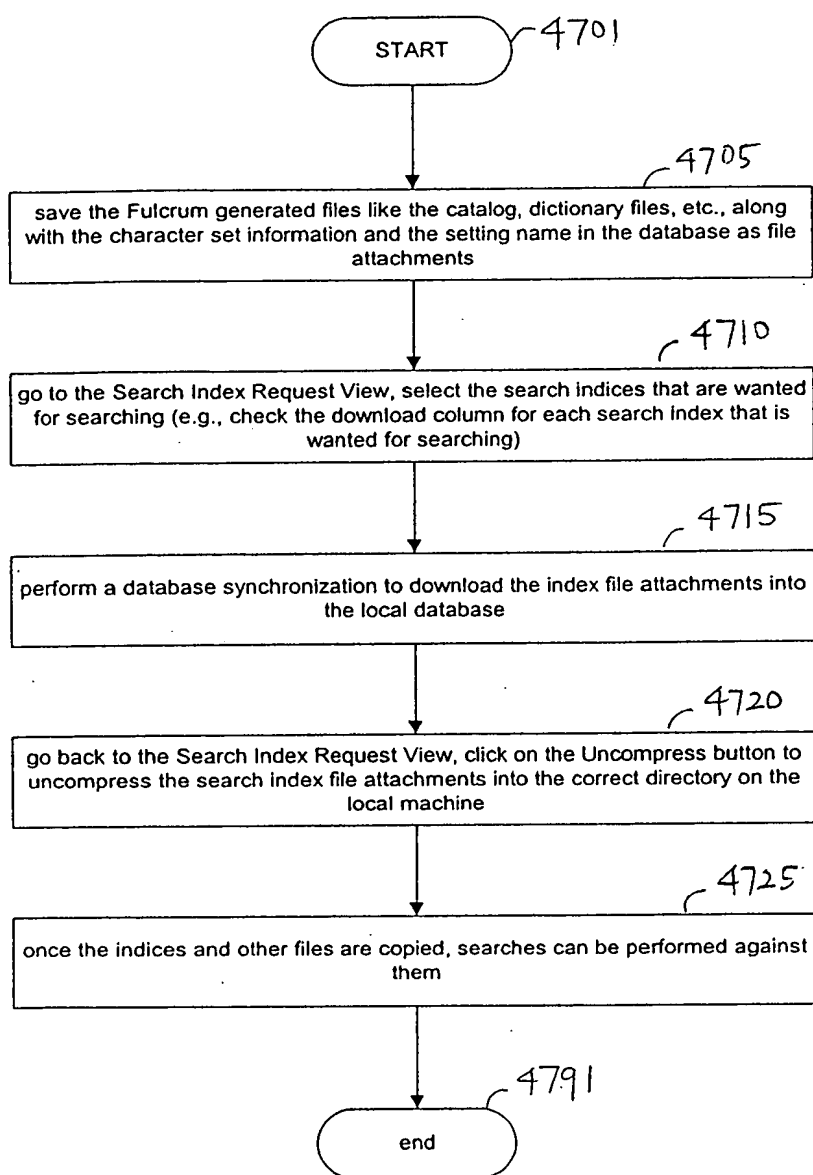 START
4701
4705
save the Fulcrum generated files like the catalog, dictionary files, etc., along
with the character set information and the setting name in the database as file
attachments
4710
go to the Search Index Request View, select the search indices that are wanted
for searching (e.g., check the download column for each search index that is
wanted for searching)
4715
perform a database synchronization to download the index file attachments into
the local database
4720
go back to the Search Index Request View, click on the Uncompress button to
uncompress the search index file attachments into the correct directory on the
local machine
4725
once the indices and other files are copied, searches can be performed against
them
4791
end